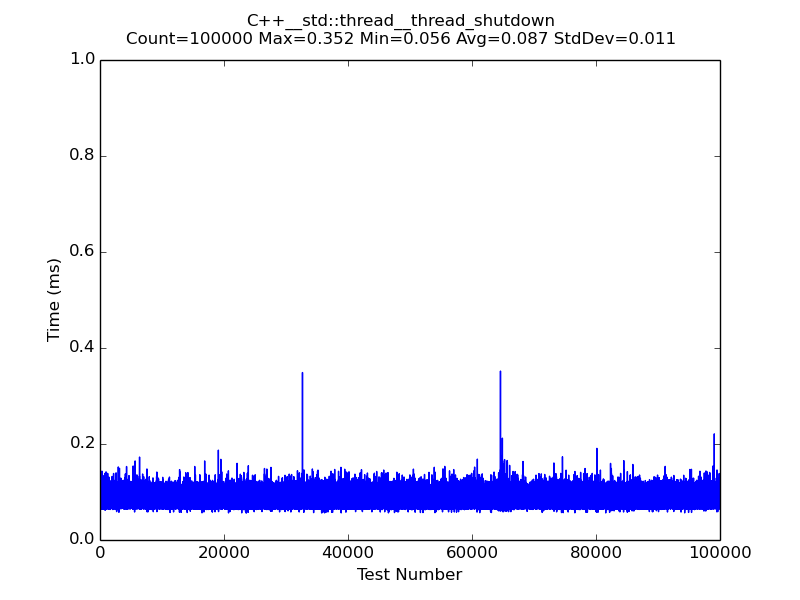 C++__std::thread__thread_shutdown
Count=100000 Max=0.352 Min=0.056 Avg=0.087 StdDev=0.011
1.0
0.8
0.6
0.4
0.2
0.0
Time (ms)
0 20000 40000 60000 80000 100000
Test Number